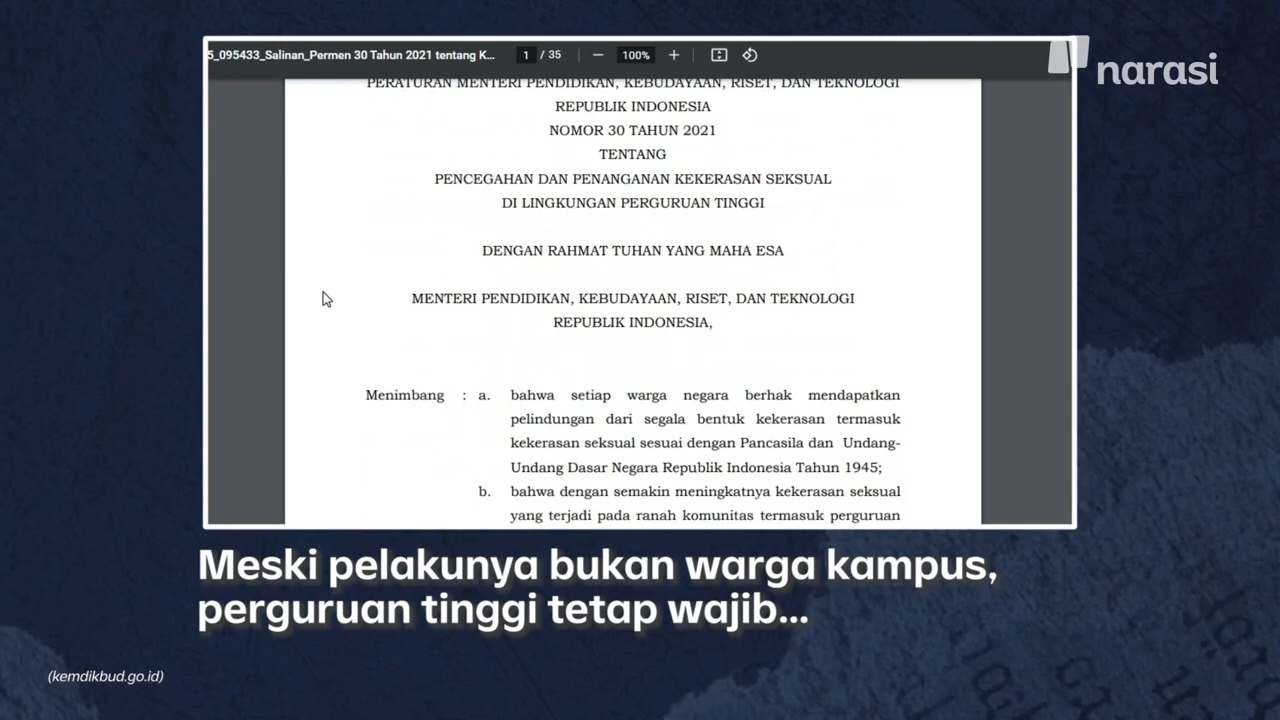 5_095433_Salinan_Permen 30 Tahun 2021 tentang K... 1 / 35 — 100% +
narasi
PERATURAN MENTERI PENDIDIKAN, KEBUDAYAAN, RISET, DAN TEKNOLOGI
REPUBLIK INDONESIA
NOMOR 30 TAHUN 2021
TENTANG
PENCEGAHAN DAN PENANGANAN KEKERASAN SEKSUAL
DI LINGKUNGAN PERGURUAN TINGGI
DENGAN RAHMAT TUHAN YANG MAHA ESA
MENTERI PENDIDIKAN, KEBUDAYAAN, RISET, DAN TEKNOLOGI
REPUBLIK INDONESIA,
Menimbang : a. bahwa setiap warga negara berhak mendapatkan
pelindungan dari segala bentuk kekerasan termasuk
kekerasan seksual sesuai dengan Pancasila dan Undang-
Undang Dasar Negara Republik Indonesia Tahun 1945;
b. bahwa dengan semakin meningkatnya kekerasan seksual
yang terjadi pada ranah komunitas termasuk perguruan
Meski pelakunya bukan warga kampus,
perguruan tinggi tetap wajib...
(kemdikbud.go.id)